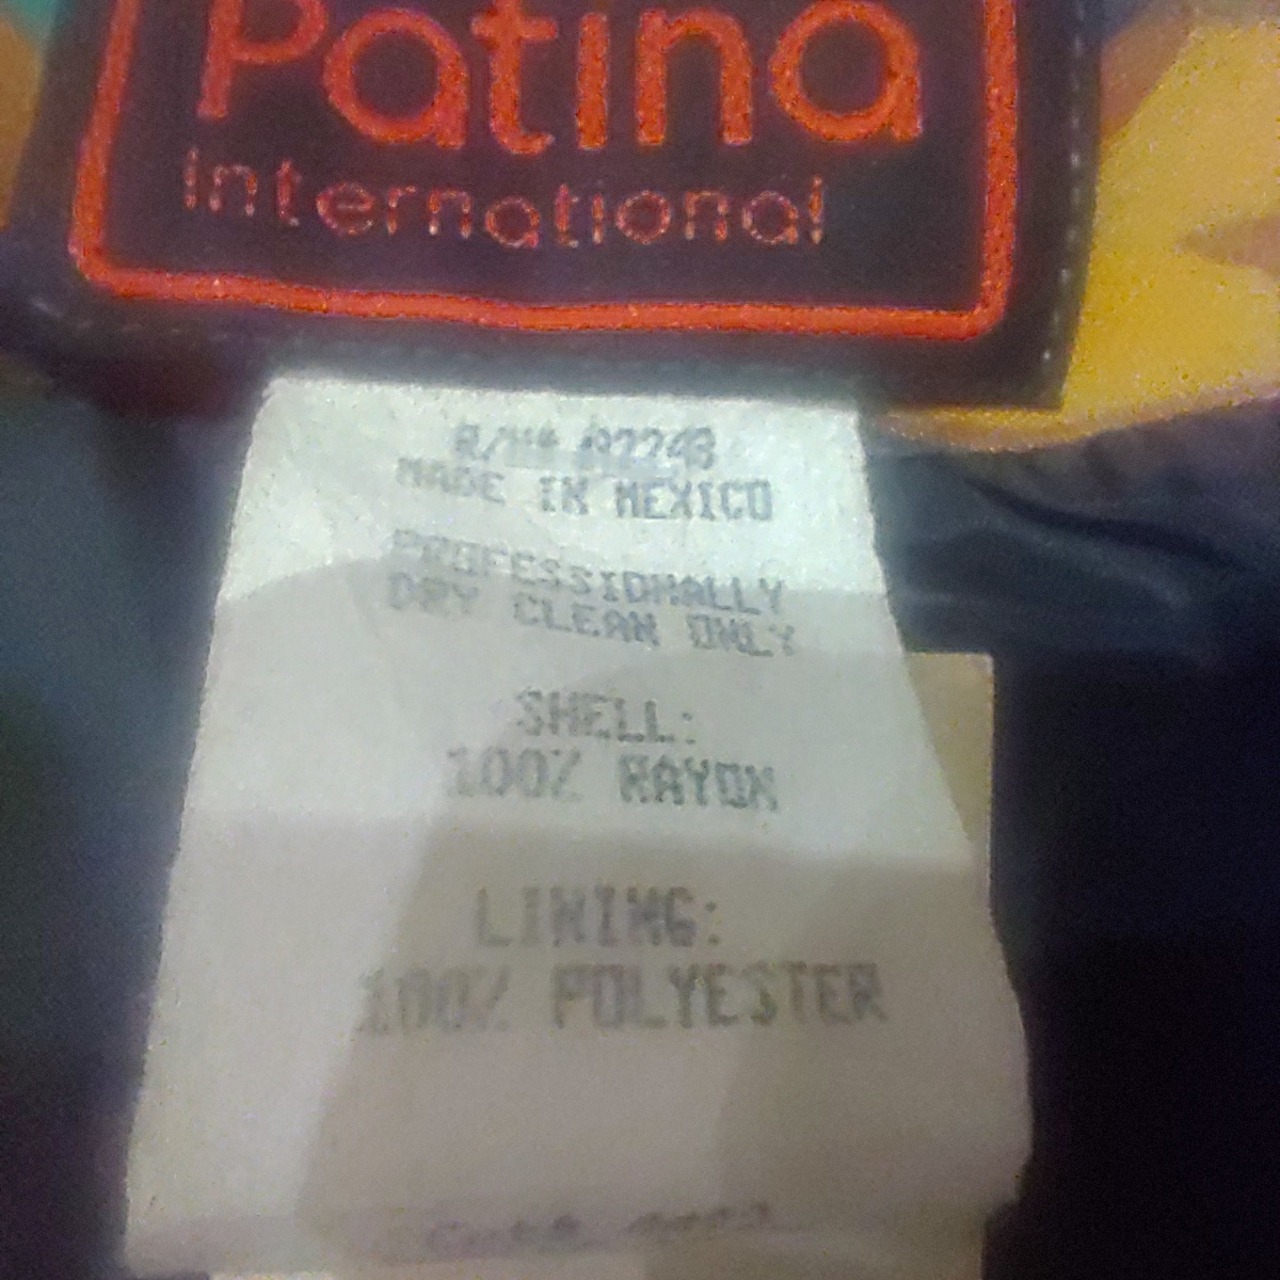 Patina
international
MADE IN MEXICO
PROFESSIONALLY
DRY CLEAN ONLY
SHELL:
100% RAYON
LINING:
100% POLYESTER